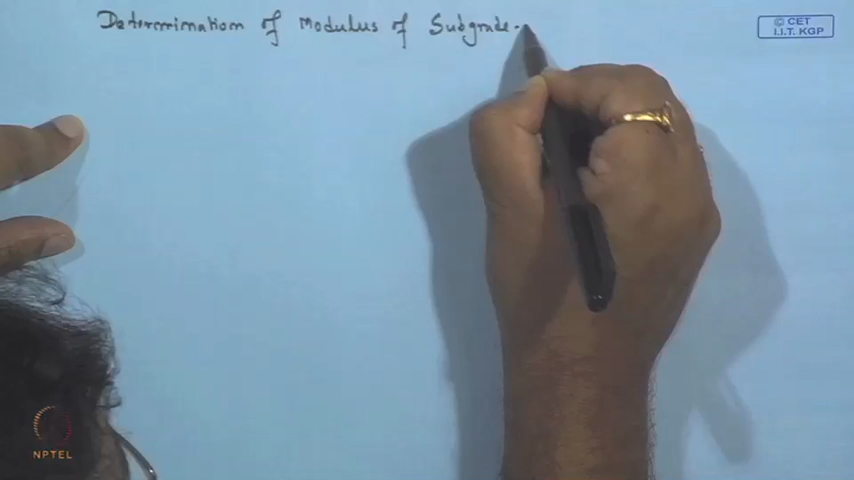 Determination of Modulus of Subgrade-
© CET
I.I.T. KGP
NPTEL